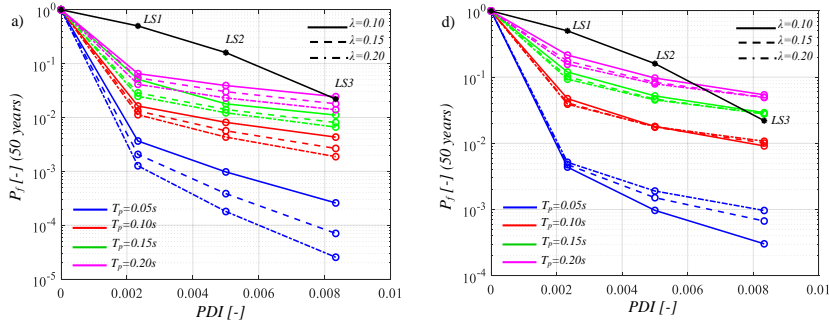 a)
LS1
LS2
LS3
λ=0.10
λ=0.15
λ=0.20
T_p=0.05s
T_p=0.10s
T_p=0.15s
T_p=0.20s
P_f [-] (50 years)
10^0
10^-1
10^-2
10^-3
10^-4
10^-5
0 0.002 0.004 0.006 0.008 0.01
PDI [-]
d)
LS1
LS2
LS3
λ=0.10
λ=0.15
λ=0.20
T_p=0.05s
T_p=0.10s
T_p=0.15s
T_p=0.20s
P_f [-] (50 years)
10^0
10^-1
10^-2
10^-3
10^-4
0 0.002 0.004 0.006 0.008 0.01
PDI [-]